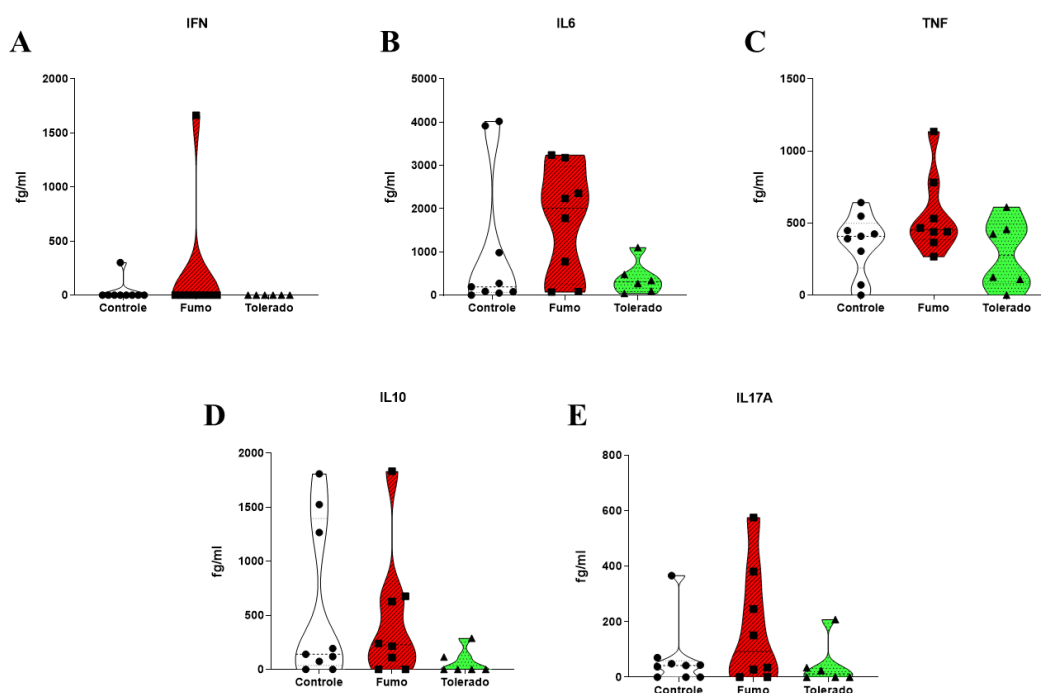 IFN
A
fg/ml
2000
1500
1000
500
0
Controle Fumo Tolerado
IL6
B
fg/ml
5000
4000
3000
2000
1000
0
Controle Fumo Tolerado
TNF
C
fg/ml
1500
1000
500
0
Controle Fumo Tolerado
IL10
D
fg/ml
2000
1500
1000
500
0
Controle Fumo Tolerado
IL17A
E
fg/ml
800
600
400
200
0
Controle Fumo Tolerado